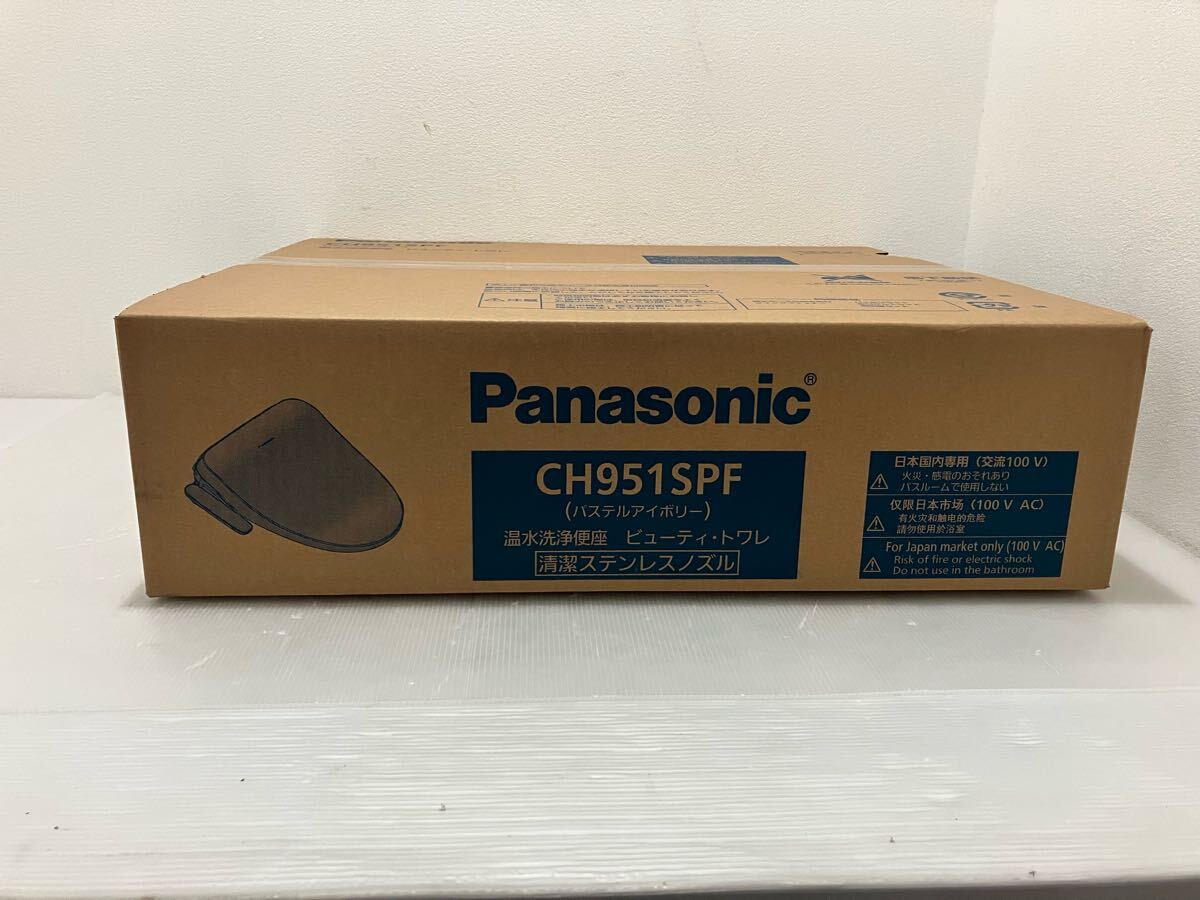 CH951SPF
Panasonic®
CH951SPF
(パステルアイボリー)
温水洗浄便座 ビューティ・トワレ
清潔ステンレスノズル
日本国内専用(交流100 V)
火災・感電のおそれあり
バスルームで使用しない
仅限日本市场(100 V AC)
有火灾和触电的危险
請勿使用於浴室
For Japan market only (100 V AC)
Risk of fire or electric shock
Do not use in the bathroom